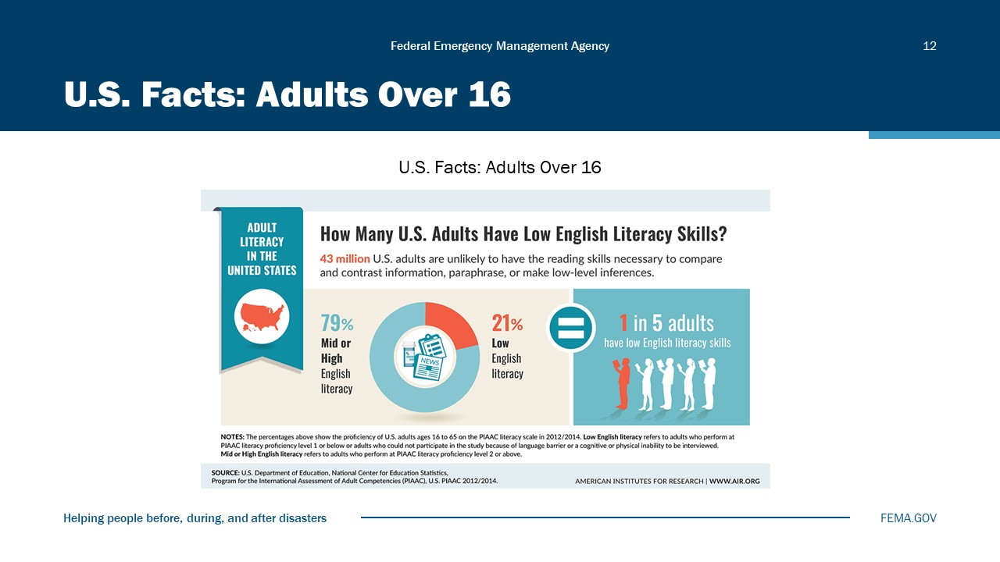 Federal Emergency Management Agency
12
U.S. Facts: Adults Over 16
U.S. Facts: Adults Over 16
ADULT
LITERACY
IN THE
UNITED STATES
How Many U.S. Adults Have Low English Literacy Skills?
43 million U.S. adults are unlikely to have the reading skills necessary to compare
and contrast information, paraphrase, or make low-level inferences.
79%
Mid or
High
English
literacy
NEWS
21%
Low
English
literacy
1 in 5 adults
have low English literacy skills
NOTES: The percentages above show the proficiency of U.S. adults ages 16 to 65 on the PIAAC literacy scale in 2012/2014. Low English literacy refers to adults who perform at
PIAAC literacy proficiency level 1 or below or adults who could not participate in the study because of language barrier or a cognitive or physical inability to be interviewed.
Mid or High English literacy refers to adults who perform at PIAAC literacy proficiency level 2 or above.
SOURCE: U.S. Department of Education, National Center for Education Statistics,
Program for the International Assessment of Adult Competencies (PIAAC), U.S. PIAAC 2012/2014.
AMERICAN INSTITUTES FOR RESEARCH | WWW.AIR.ORG
Helping people before, during, and after disasters
FEMA.GOV